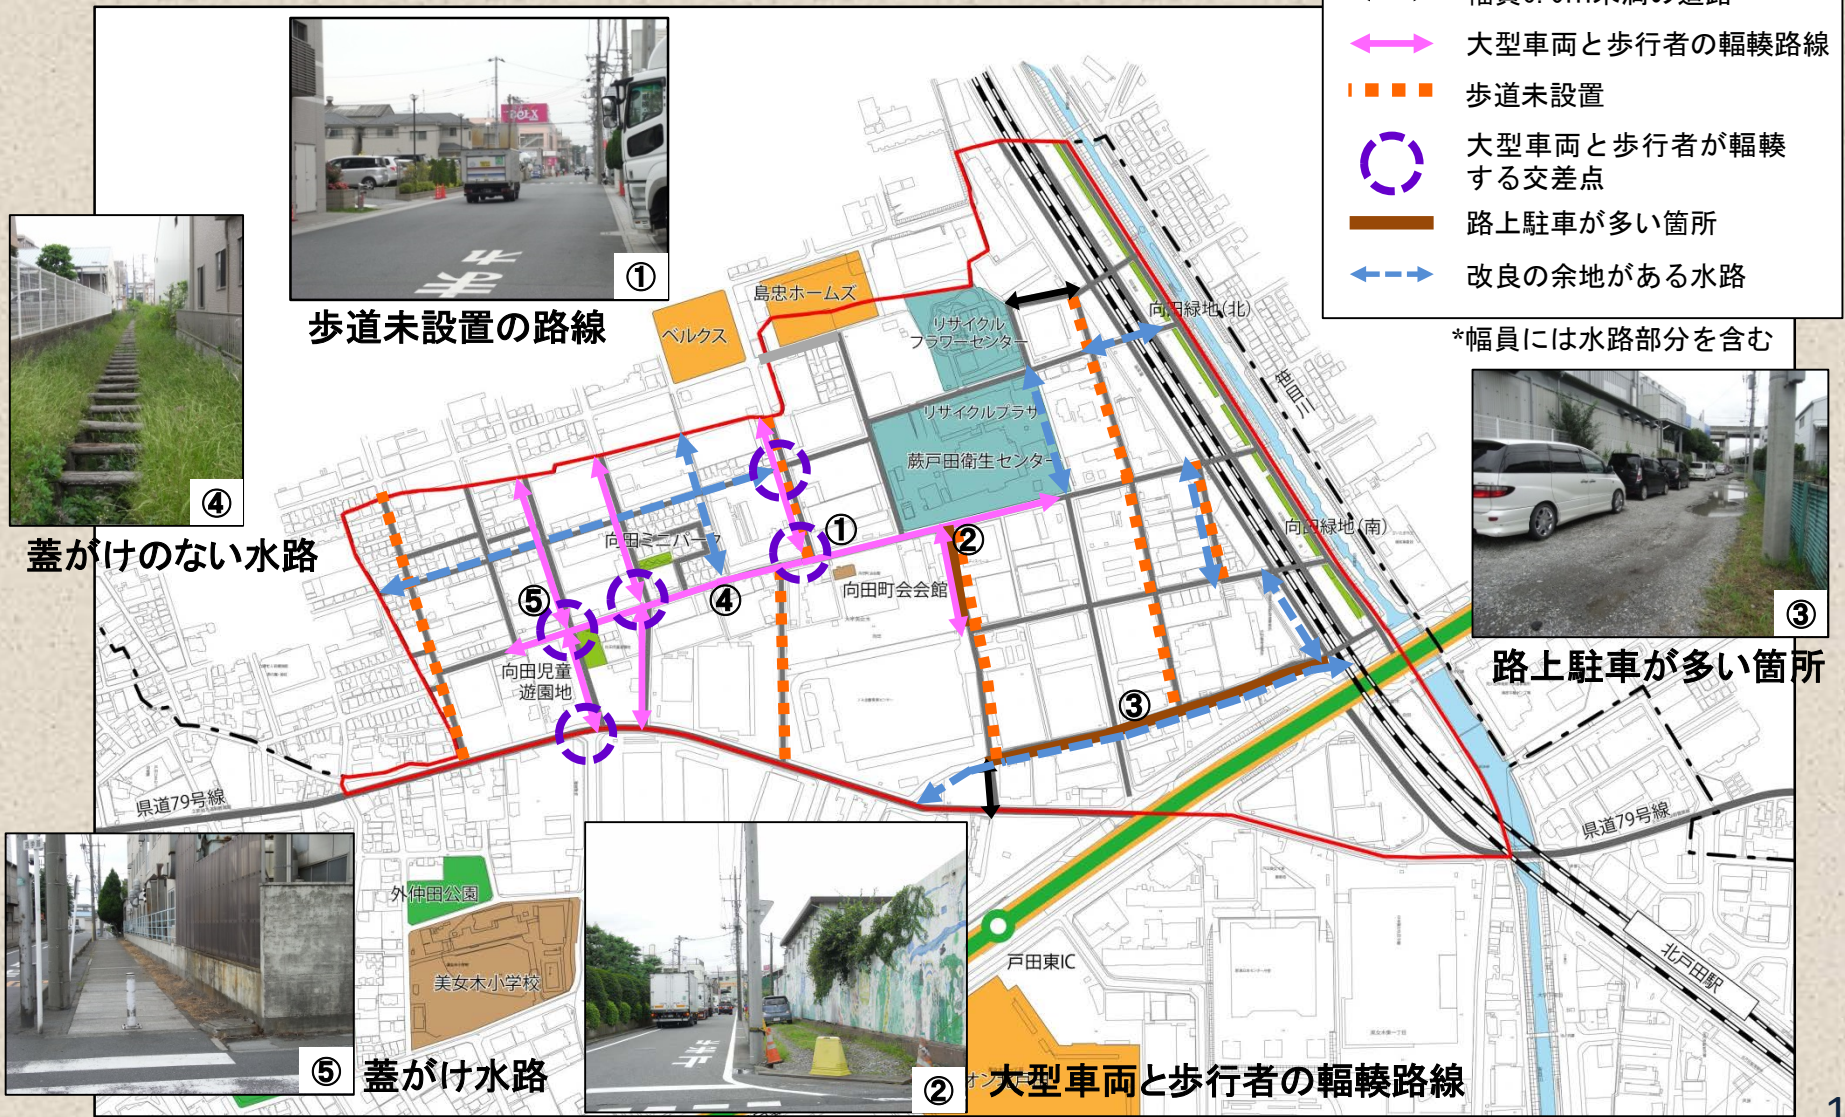 大型車両と歩行者の輻輳路線
歩道未設置
大型車両と歩行者が輻輳
する交差点
路上駐車が多い箇所
改良の余地がある水路
*幅員には水路部分を含む
①
歩道未設置の路線
④
蓋がけのない水路
島忠ホームズ
ベルクス
リサイクル
フラワーセンター
向田緑地(北)
笹目川
リサイクルプラザ
蕨戸田衛生センター
向田緑地(南)
向田ミニパーク
①
②
向田町会会館
④
⑤
向田児童
遊園地
③
③
路上駐車が多い箇所
県道79号線
県道79号線
外仲田公園
美女木小学校
戸田東IC
北戸田駅
⑤
蓋がけ水路
②
大型車両と歩行者の輻輳路線